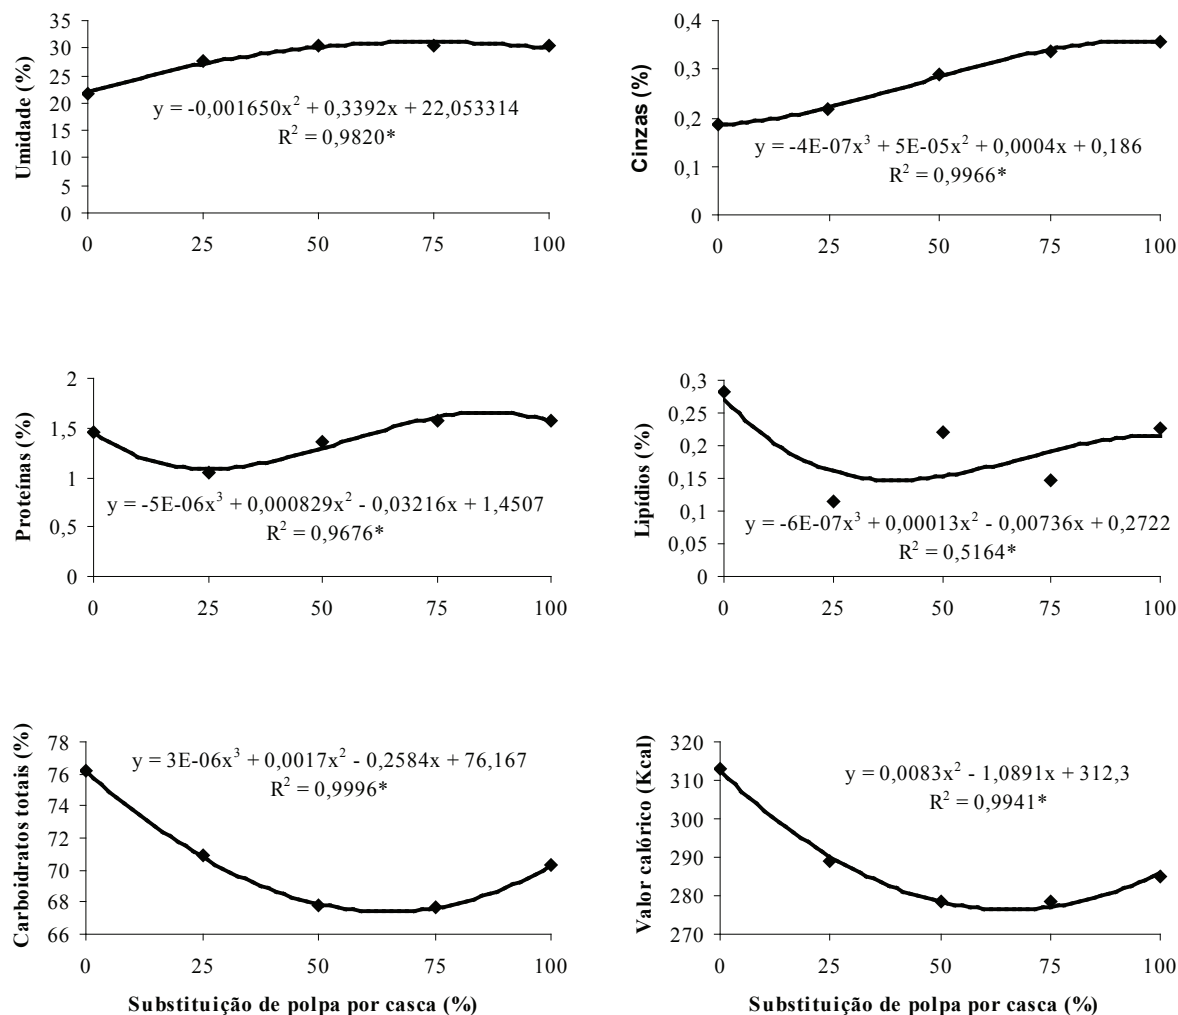 Umidade (%)
35
30
25
20
15
10
5
0
y = -0,001650x² + 0,3392x + 22,053314
R² = 0,9820*
0 25 50 75 100
Cinzas (%)
0,4
0,3
0,2
0,1
0
y = -4E-07x³ + 5E-05x² + 0,0004x + 0,186
R² = 0,9966*
0 25 50 75 100
Proteínas (%)
2
1,5
1
0,5
0
y = -5E-06x³ + 0,000829x² - 0,03216x + 1,4507
R² = 0,9676*
0 25 50 75 100
Lipídios (%)
0,3
0,25
0,2
0,15
0,1
0,05
0
y = -6E-07x³ + 0,00013x² - 0,00736x + 0,2722
R² = 0,5164*
0 25 50 75 100
Carboidratos totais (%)
78
76
74
72
70
68
66
y = 3E-06x³ + 0,0017x² - 0,2584x + 76,167
R² = 0,9996*
0 25 50 75 100
Substituição de polpa por casca (%)
Valor calórico (Kcal)
320
310
300
290
280
270
y = 0,0083x² - 1,0891x + 312,3
R² = 0,9941*
0 25 50 75 100
Substituição de polpa por casca (%)